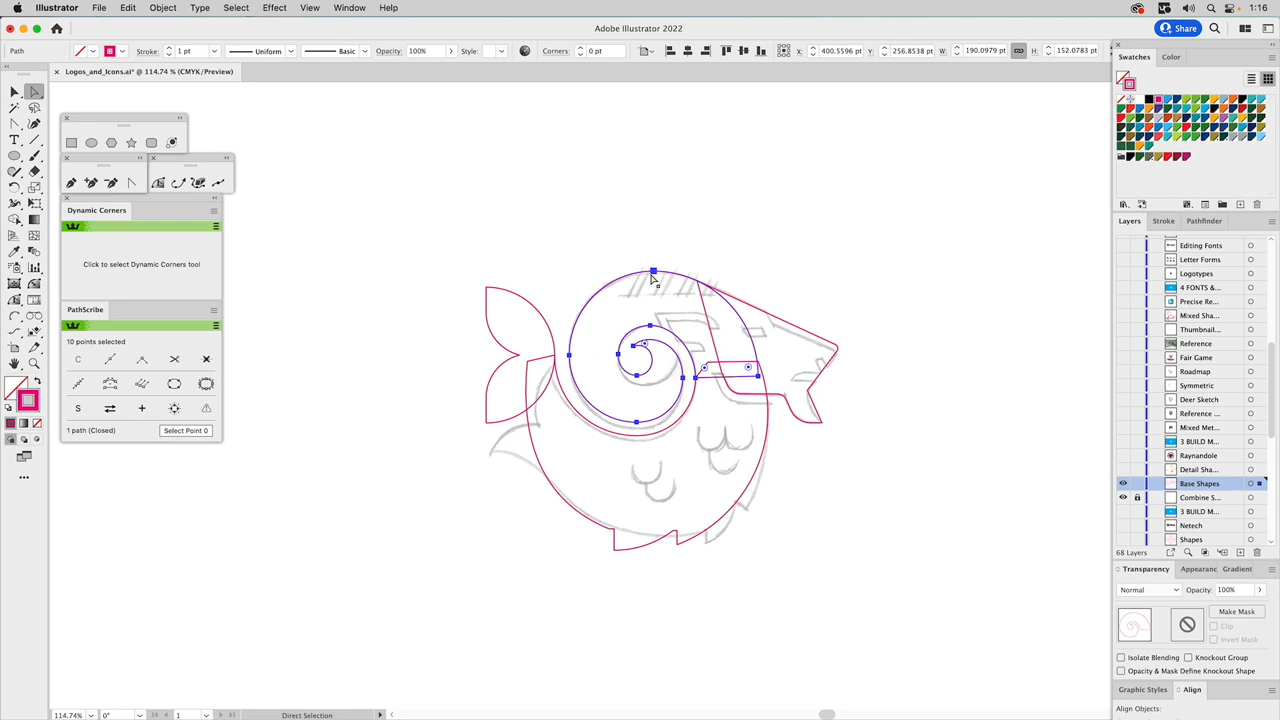 Illustrator File Edit Object Type Select Effect View Window Help 1:16
Adobe Illustrator 2022
Share
Path Stroke: 1 pt Uniform Basic Opacity: 100% Style: Corners: 0 pt X: 400.5596 pt Y: 256.8538 pt W: 190.0979 pt H: 152.0783 pt
× Logos_and_Icons.ai* @ 114.74 % (CMYK/Preview)
Swatches Color
Dynamic Corners
Click to select Dynamic Corners tool
PathScribe
10 points selected
1 path (Closed) Select Point 0
Layers Stroke Pathfinder
Editing Fonts
Letter Forms
Logotypes
4 FONTS &...
Precise Re...
Mixed Sha...
Thumbnail...
Reference
Fair Game
Roadmap
Symmetric
Deer Sketch
Reference ...
Mixed Met...
3 BUILD M...
Raynandole
Detail Sha...
Base Shapes
Combine S...
3 BUILD M...
Netech
Shapes
68 Layers
Transparency Appearanc Gradient
Normal Opacity: 100%
Make Mask
Clip
Invert Mask
Isolate Blending Knockout Group
Opacity & Mask Define Knockout Shape
Graphic Styles Align
Align Objects:
114.74% 0° 1 Direct Selection